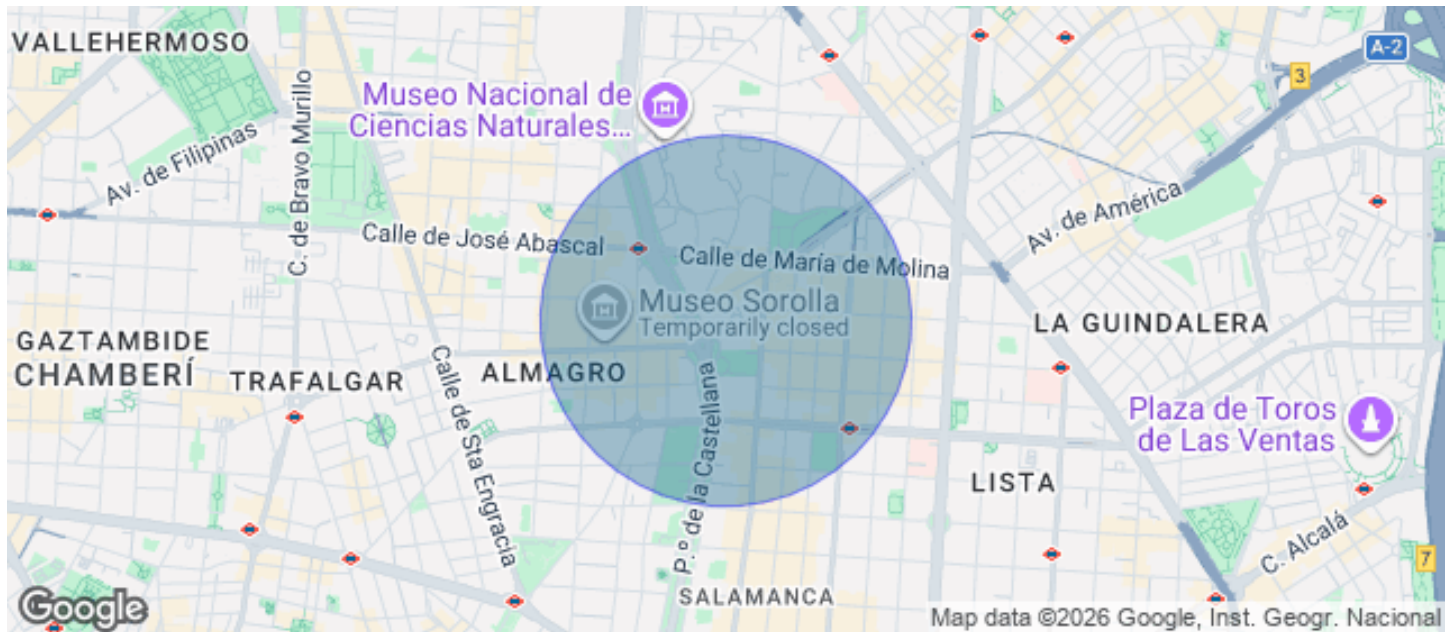 VALLEHERMOSO
A-2
3
Museo Nacional de
Ciencias Naturales...
Av. de Filipinas
C. de Bravo Murillo
Av. de América
Calle de José Abascal
Calle de María de Molina
Museo Sorolla
Temporarily closed
LA GUINDALERA
GAZTAMBIDE
CHAMBERÍ
TRAFALGAR
ALMAGRO
Calle de Sta Engracia
P.º de la Castellana
Plaza de Toros
de Las Ventas
LISTA
C. Alcalá
7
SALAMANCA
Google
Map data ©2026 Google, Inst. Geogr. Nacional